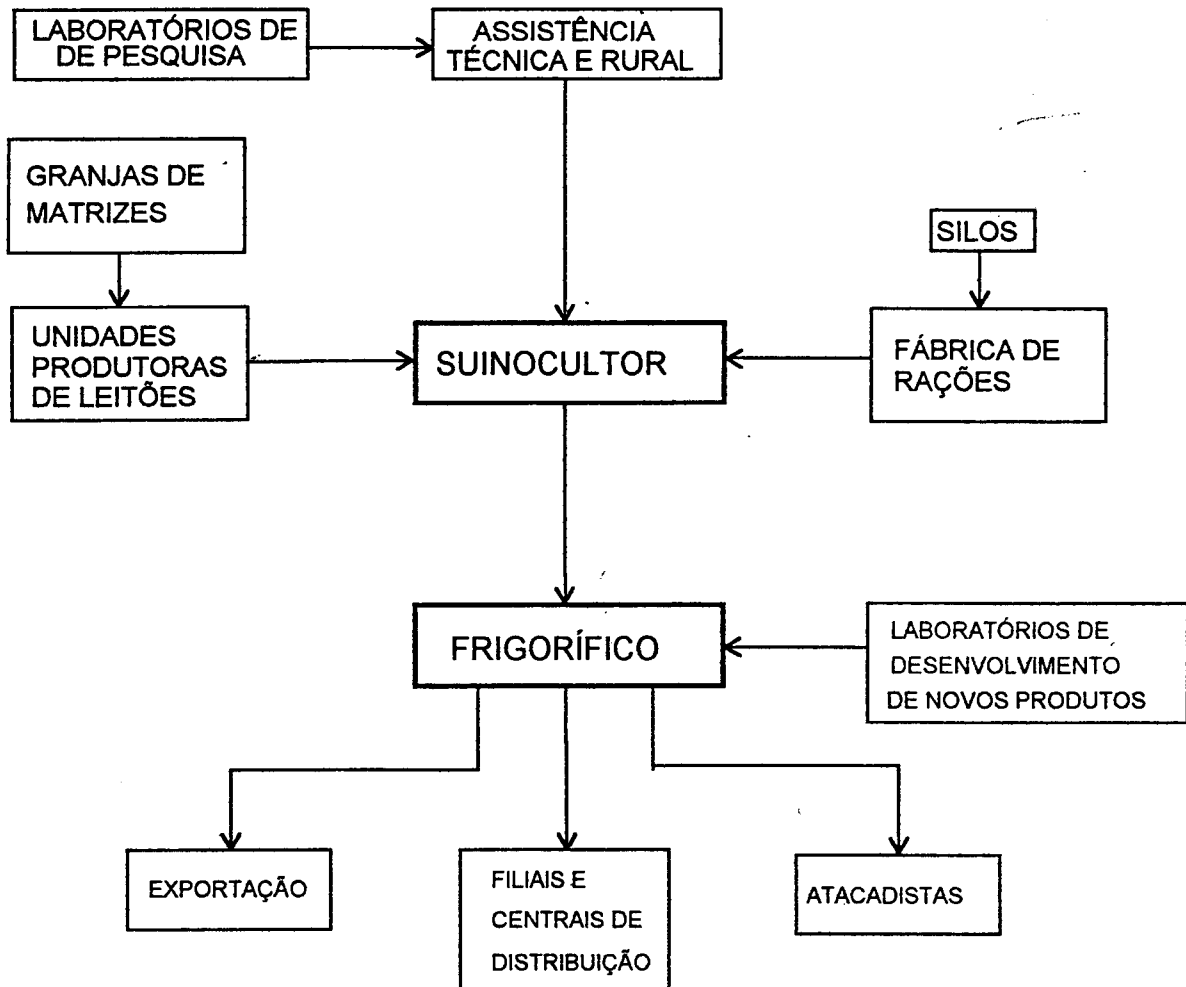 LABORATÓRIOS DE
DE PESQUISA
ASSISTÊNCIA
TÉCNICA E RURAL
GRANJAS DE
MATRIZES
SILOS
UNIDADES
PRODUTORAS
DE LEITÕES
SUINOCULTOR
FÁBRICA DE
RAÇÕES
FRIGORÍFICO
LABORATÓRIOS DE
DESENVOLVIMENTO
DE NOVOS PRODUTOS
EXPORTAÇÃO
FILIAIS E
CENTRAIS DE
DISTRIBUIÇÃO
ATACADISTAS